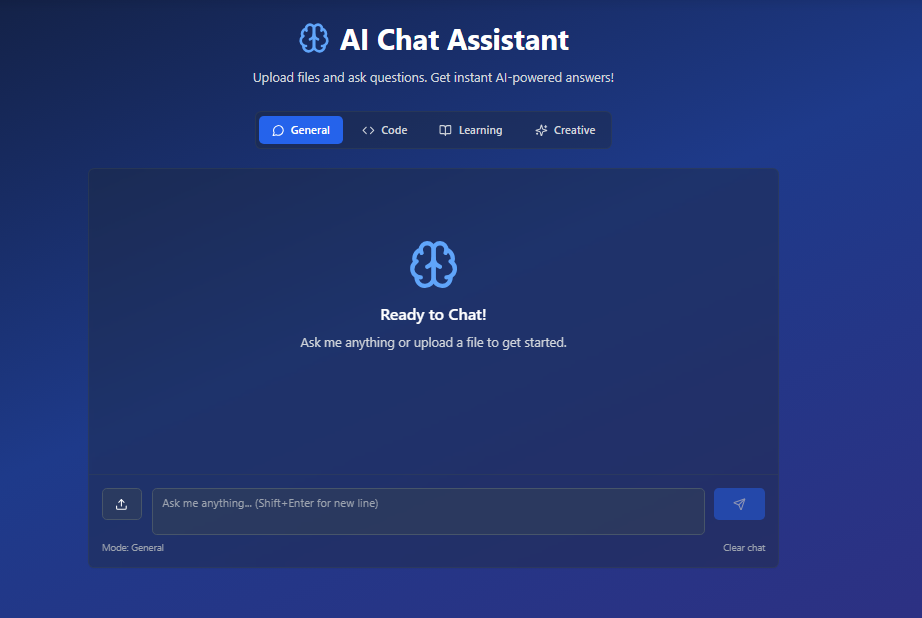 AI Chat Assistant
Upload files and ask questions. Get instant AI-powered answers!
General Code Learning Creative
Ready to Chat!
Ask me anything or upload a file to get started.
Ask me anything... (Shift+Enter for new line)
Mode: General Clear chat